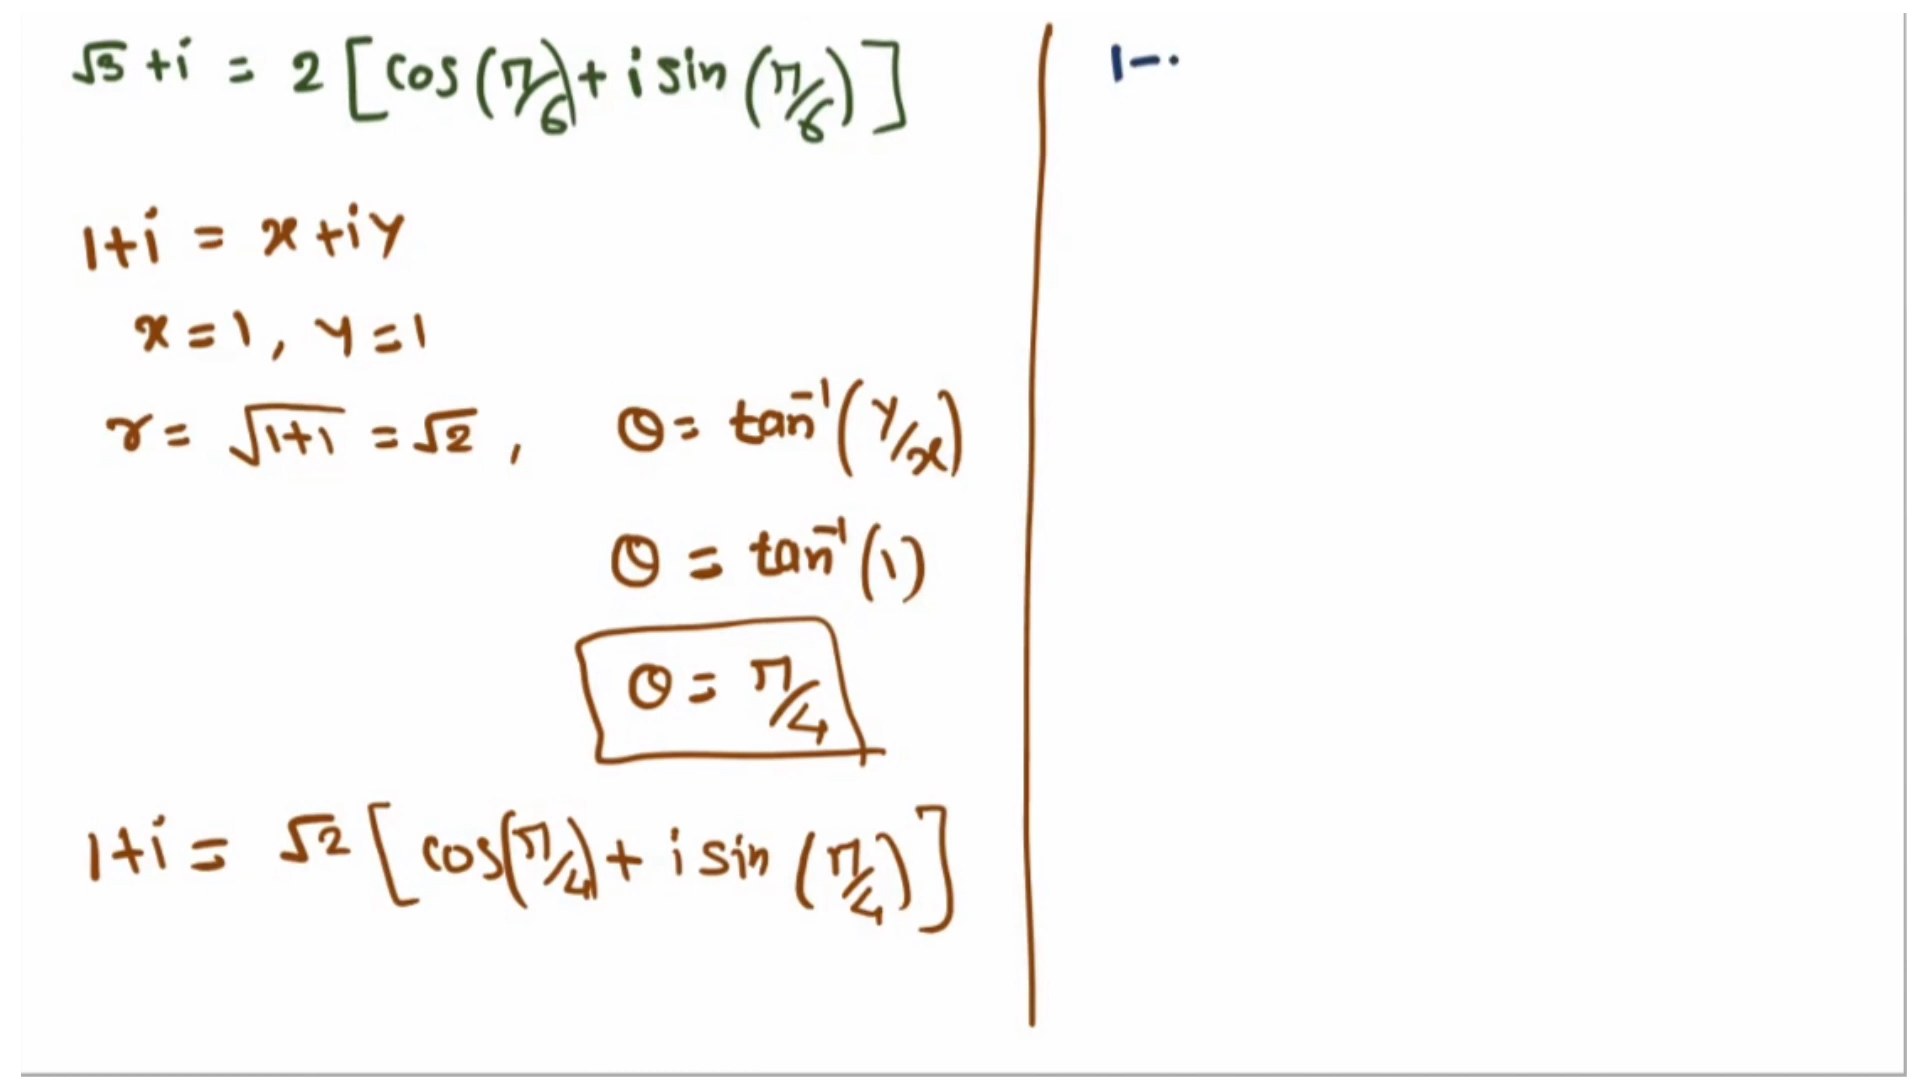 √3 +i = 2 [cos(π/6)+ i sin (π/6)]
1+i = x+iy
x=1, y=1
r= √1+1 =√2 , θ= tan⁻¹(y/x)
θ = tan⁻¹(1)
θ= π/4
1+i = √2 [cos(π/4)+ i sin (π/4)]
1-·